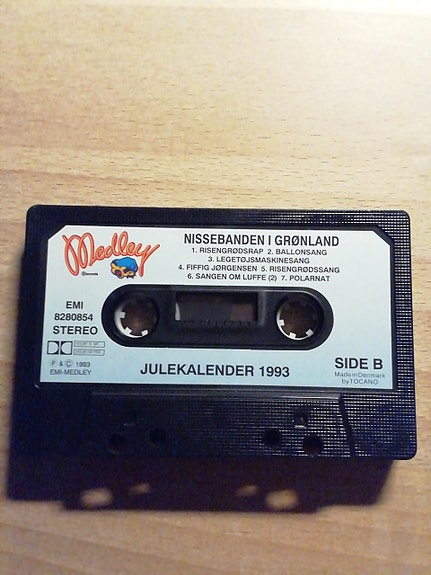 Medley
NISSEBANDEN I GRØNLAND
1. RISENGRØDSRAP 2. BALLONSANG
3. LEGETØJSMASKINESANG
4. FIFFIG JØRGENSEN 5. RISENGRØDSSANG
6. SANGEN OM LUFFE (2) 7. POLARNAT
EMI
8280854
STEREO
P & C 1993
EMI-MEDLEY
JULEKALENDER 1993
SIDE B
Made in Denmark
by TOCANO